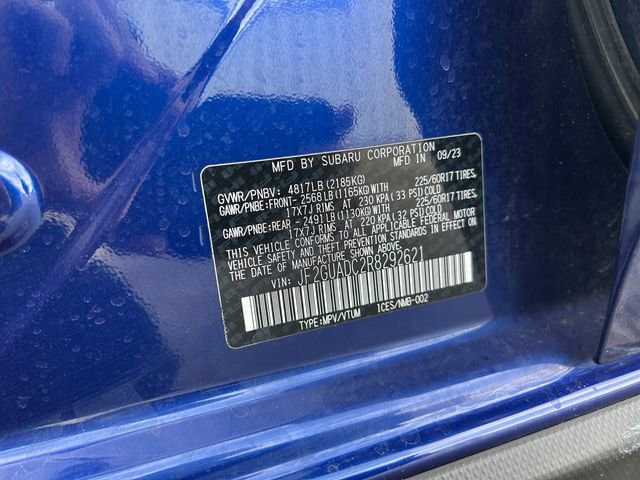 MFD BY SUBARU CORPORATION
MFD IN 09/23
GVWR/PNBV: 4817LB(2185KG)
GAWR/PNBE:FRONT- 2568LB(1165KG)WITH 225/60R17 TIRES,
17X7J RIMS AT 230 KPA (33 PSI)COLD
GAWR/PNBE:REAR - 2491LB(1130KG)WITH 225/60R17 TIRES,
17X7J RIMS AT 220 KPA (32 PSI)COLD
THIS VEHICLE CONFORMS TO ALL APPLICABLE FEDERAL MOTOR
VEHICLE SAFETY AND THEFT PREVENTION STANDARDS IN EFFECT ON
THE DATE OF MANUFACTURE SHOWN ABOVE.
VIN: JF2GUADC2R8292621
TYPE:MPV/VTUM ICES/NMB-002